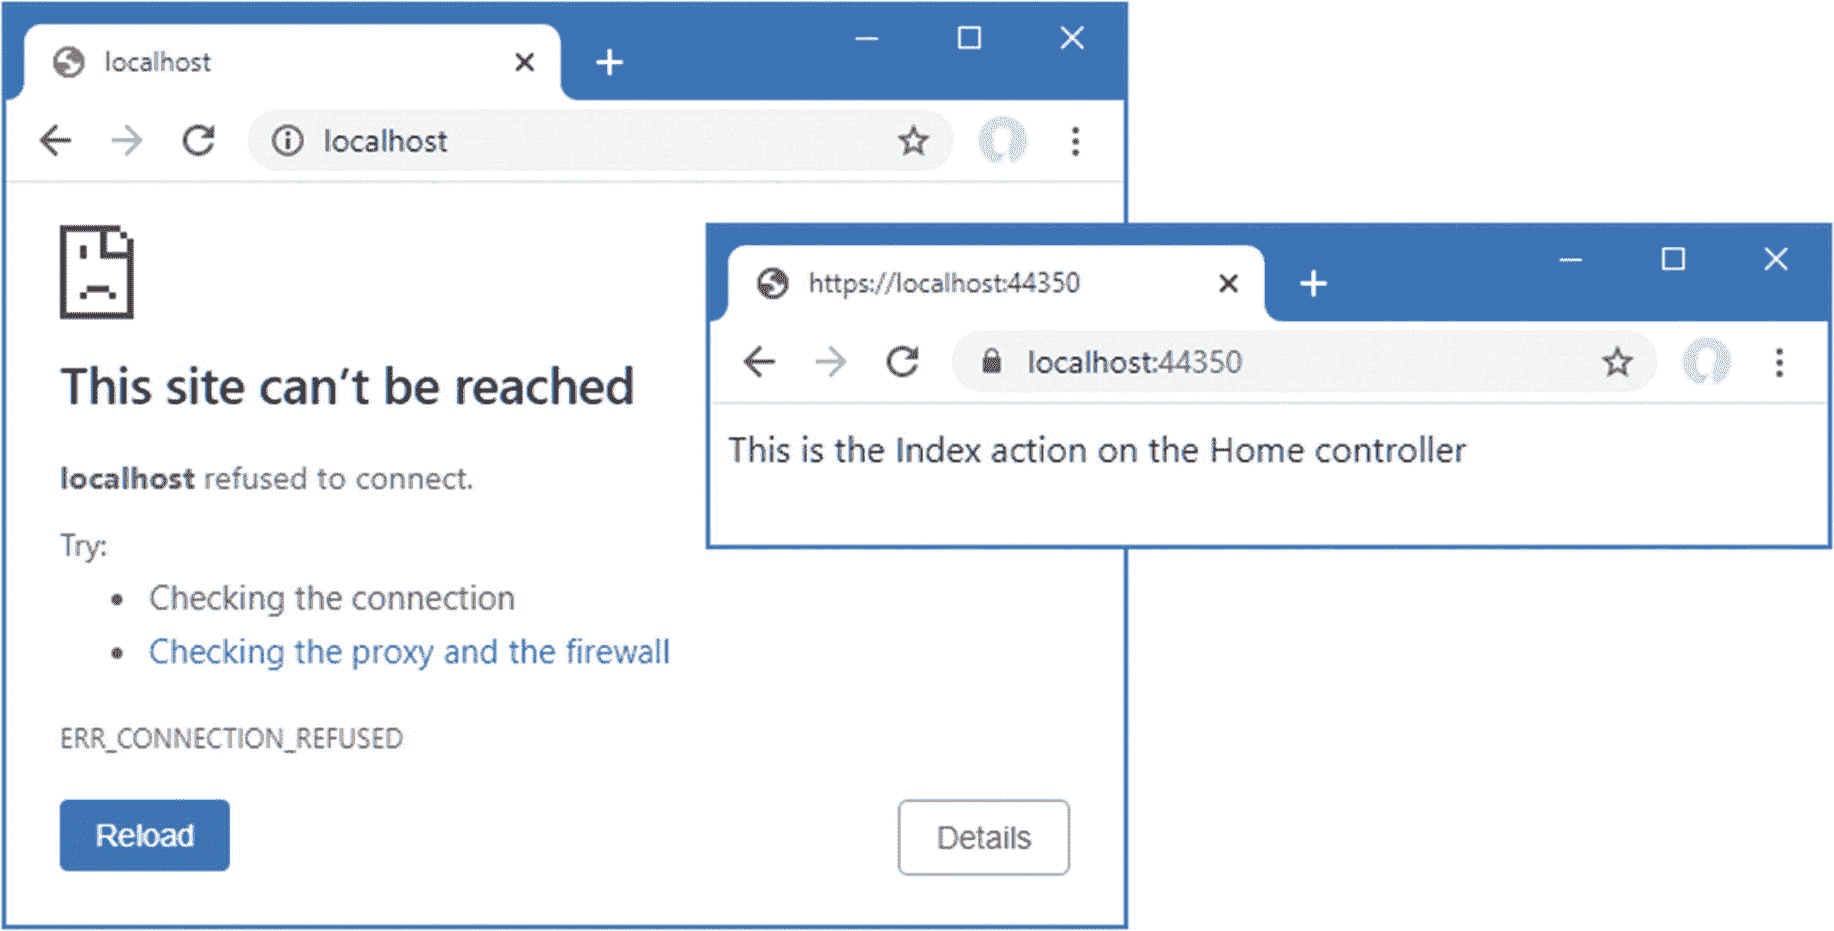 localhost
localhost
This site can’t be reached
localhost refused to connect.
Try:
Checking the connection
Checking the proxy and the firewall
ERR_CONNECTION_REFUSED
Reload
Details
https://localhost:44350
localhost:44350
This is the Index action on the Home controller